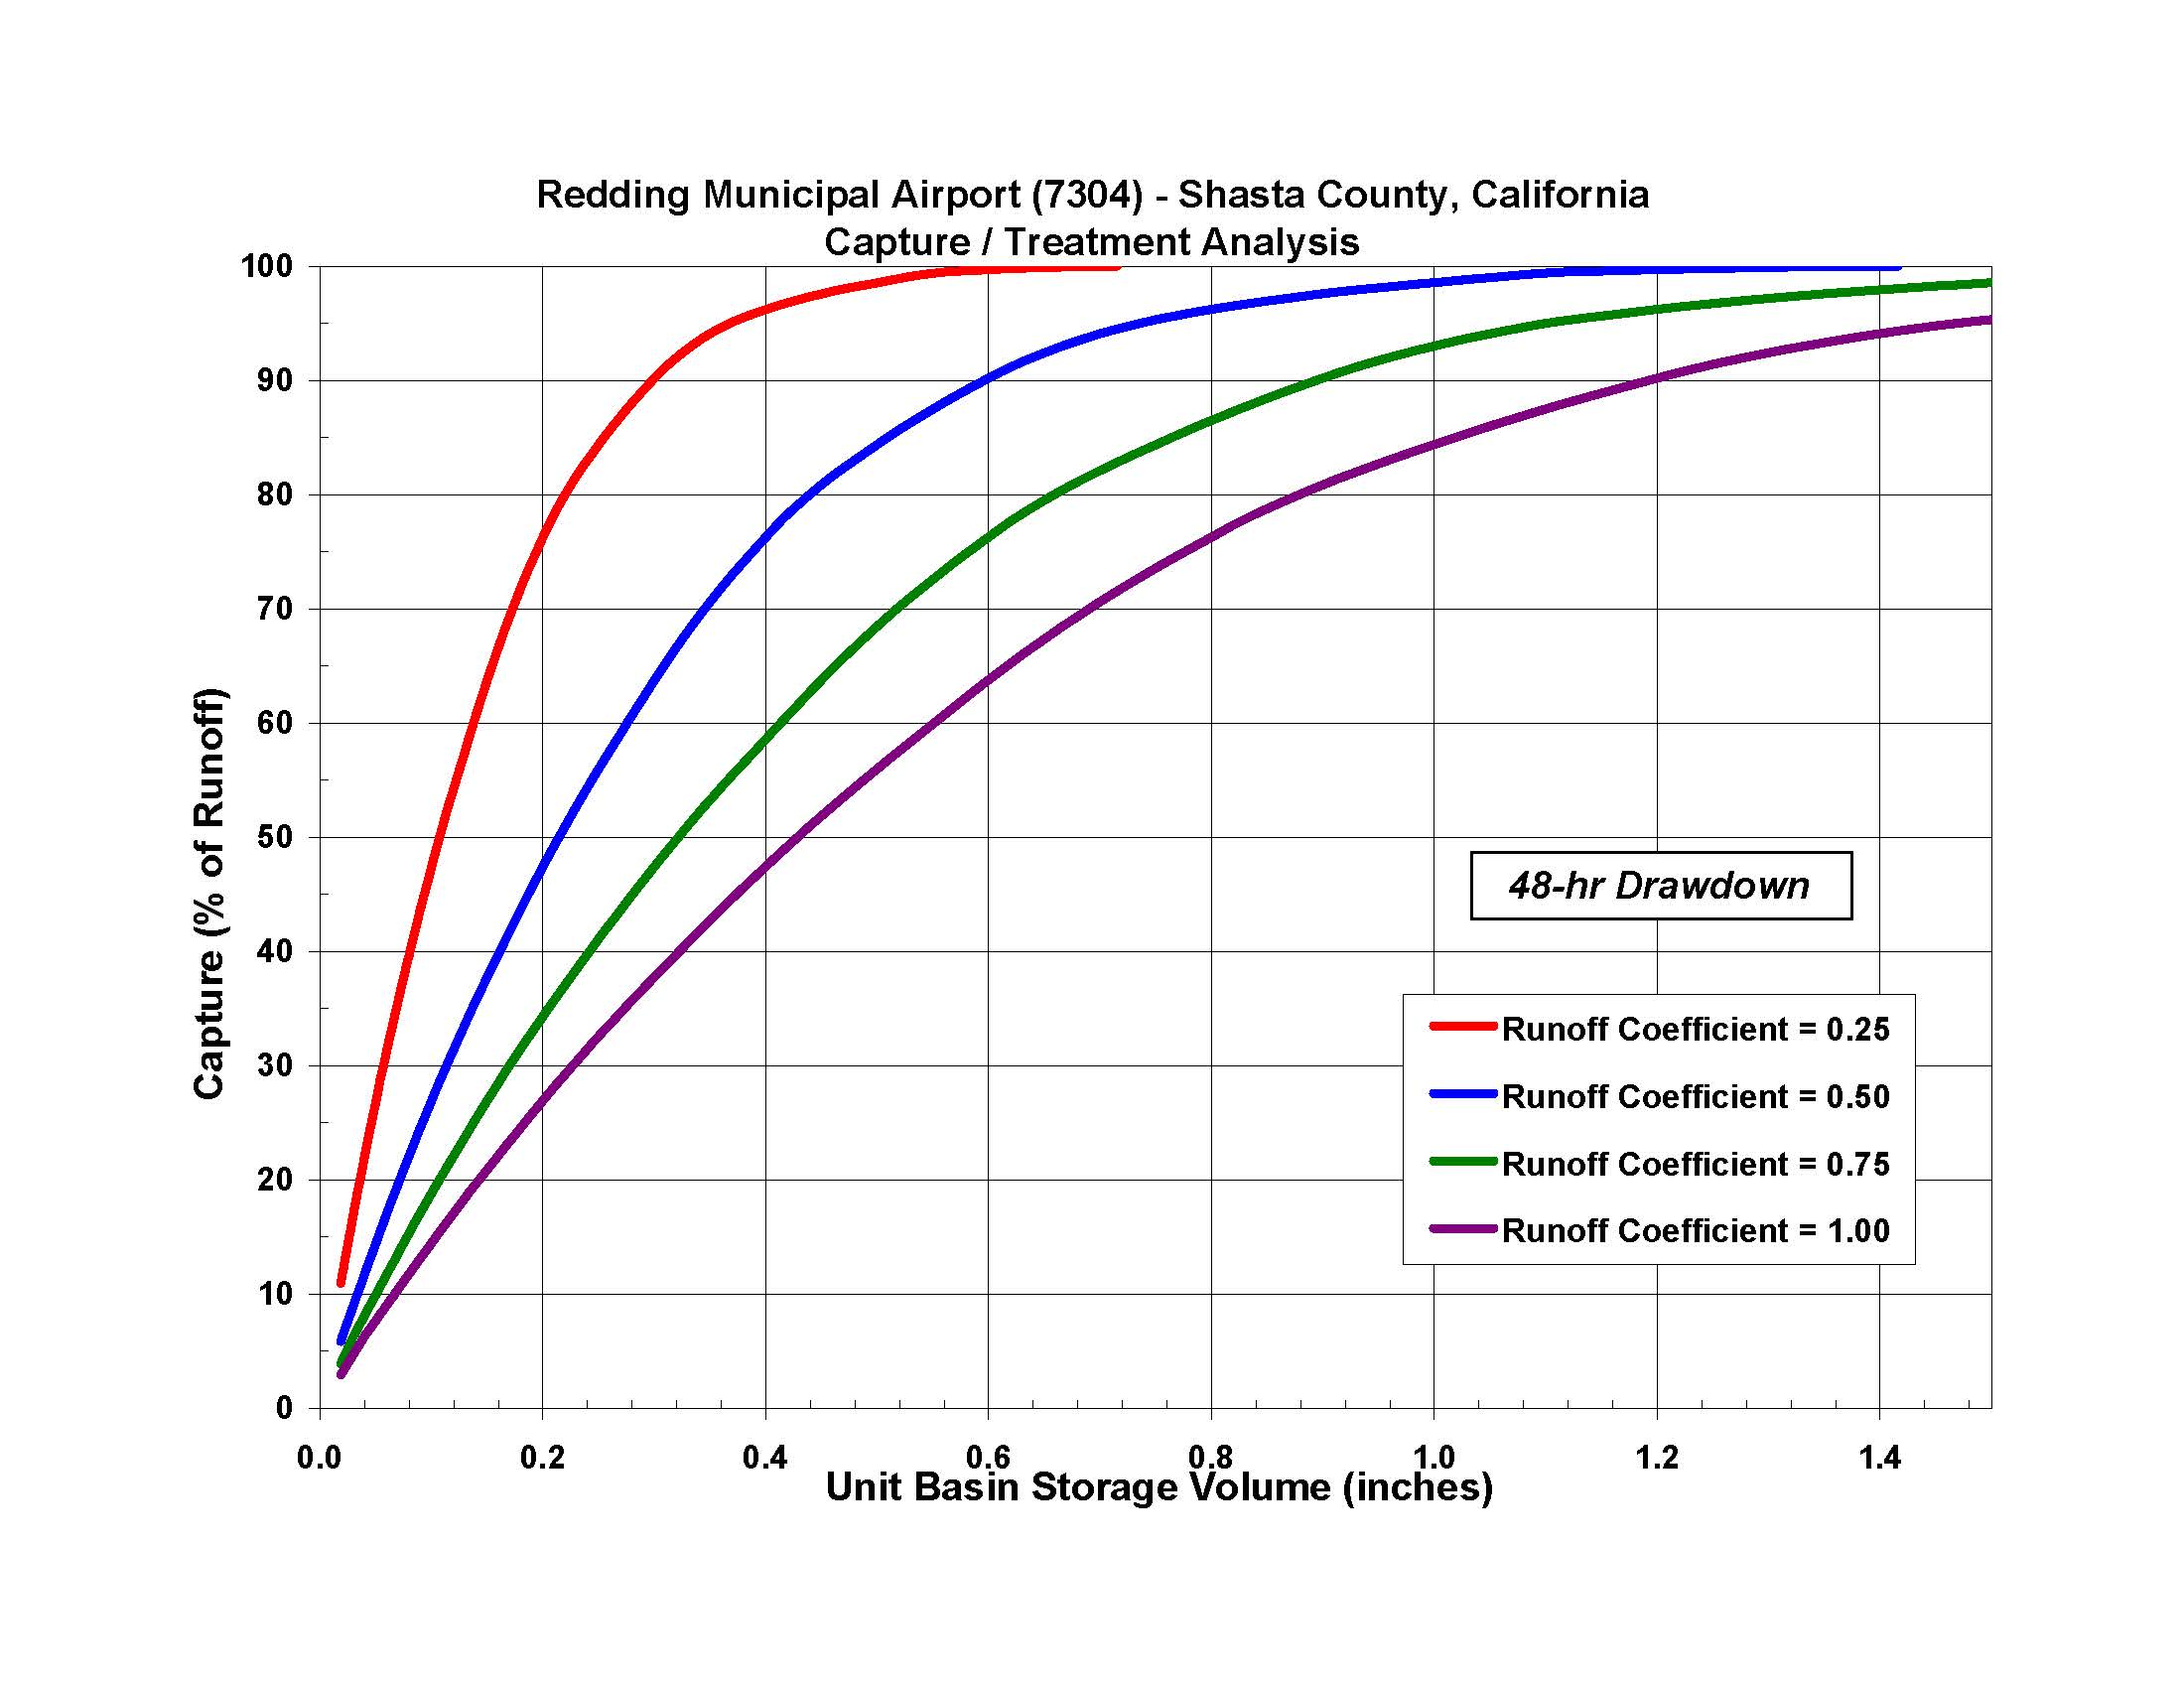 Redding Municipal Airport (7304) - Shasta County, California
Capture / Treatment Analysis
100
90
80
70
60
50
40
30
20
10
0
Capture (% of Runoff)
48-hr Drawdown
Runoff Coefficient = 0.25
Runoff Coefficient = 0.50
Runoff Coefficient = 0.75
Runoff Coefficient = 1.00
0.0 0.2 0.4 0.6 0.8 1.0 1.2 1.4
Unit Basin Storage Volume (inches)